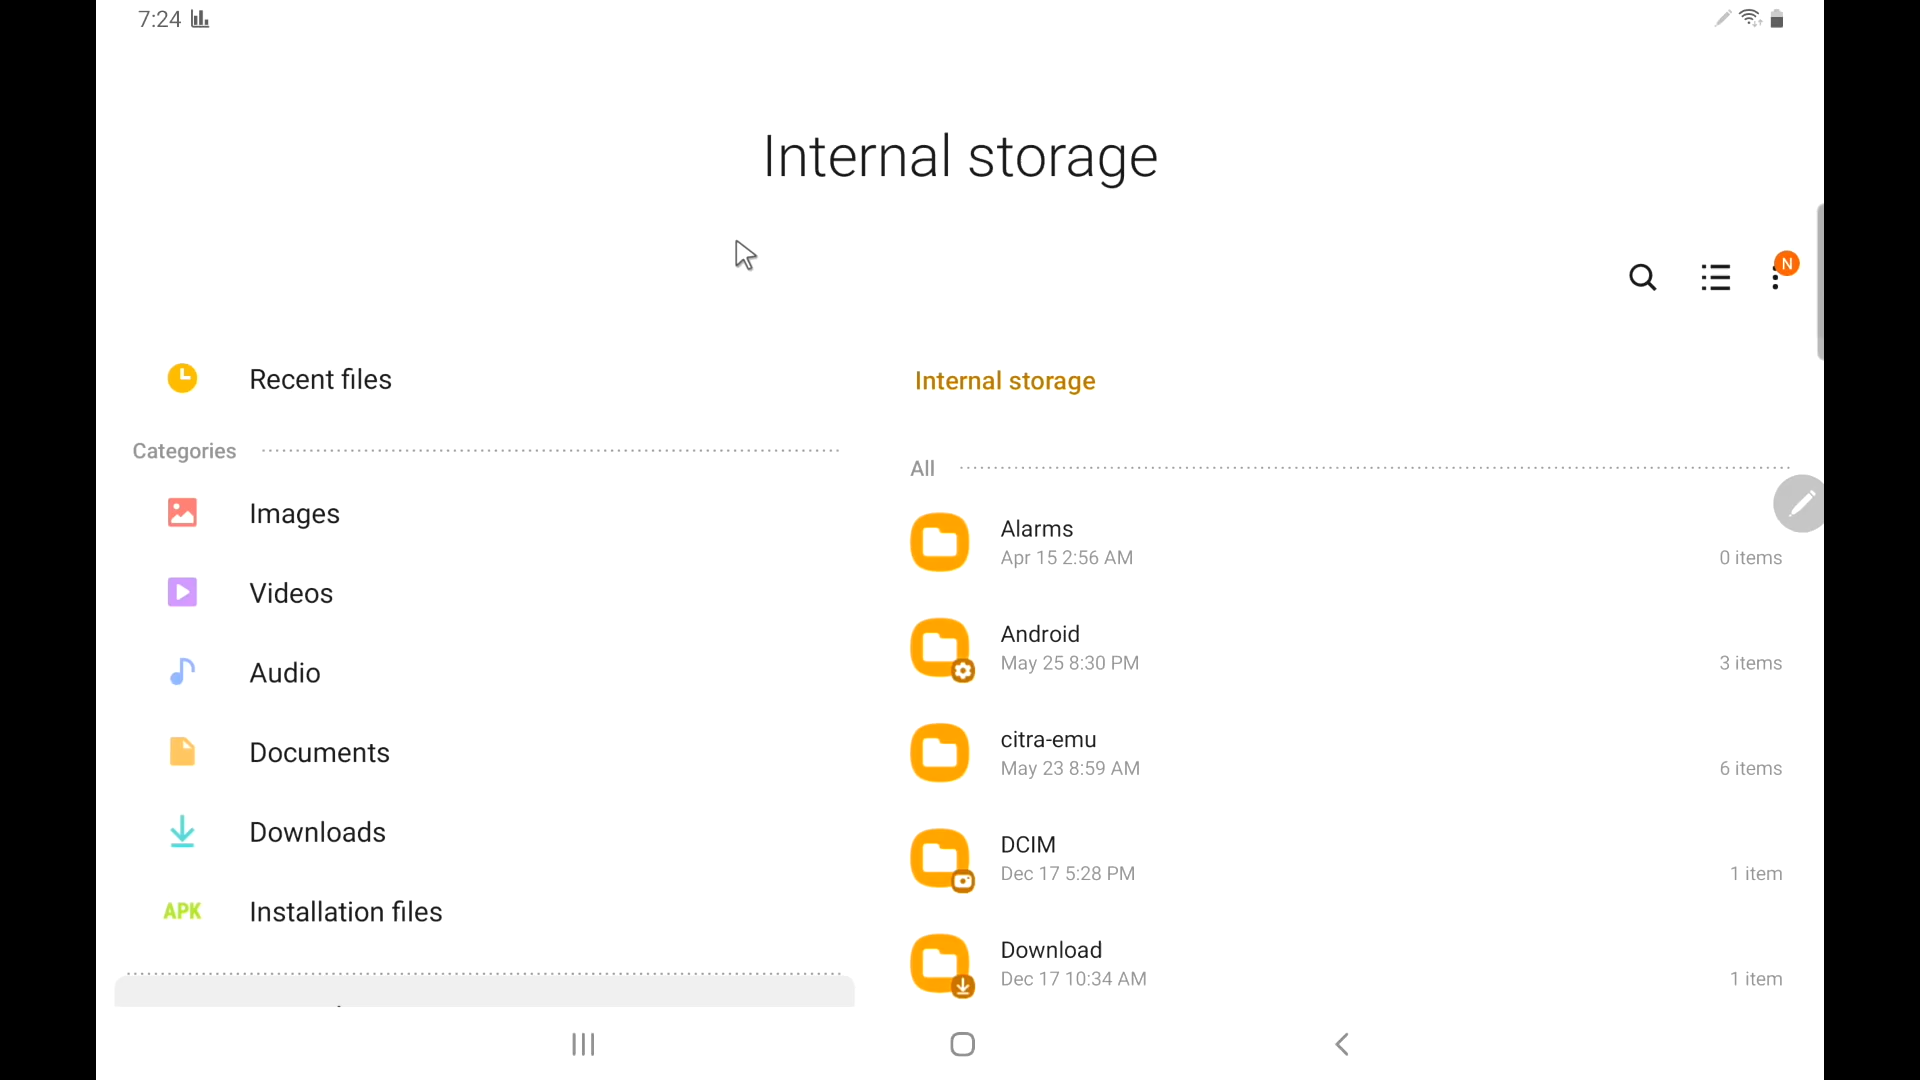 7:24
Internal storage
N
Recent files
Categories
Images
Videos
Audio
Documents
Downloads
APK Installation files
Internal storage
All
Alarms
Apr 15 2:56 AM
0 items
Android
May 25 8:30 PM
3 items
citra-emu
May 23 8:59 AM
6 items
DCIM
Dec 17 5:28 PM
1 item
Download
Dec 17 10:34 AM
1 item